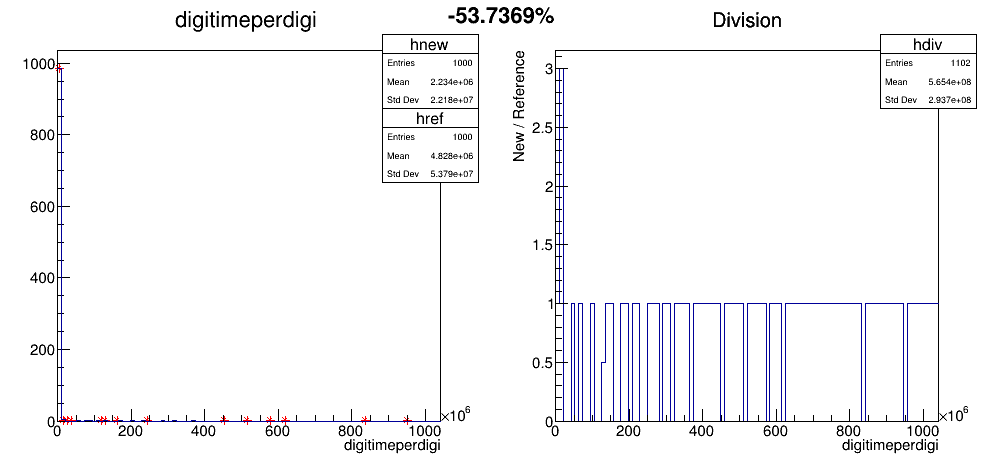 -53.7369%
digitimeperdigi
hnew
Entries 1000
Mean 2.234e+06
Std Dev 2.218e+07
href
Entries 1000
Mean 4.828e+06
Std Dev 5.379e+07
1000
800
600
400
200
0
0 200 400 600 800 1000 ×10⁶
digitimeperdigi
Division
hdiv
Entries 1102
Mean 5.654e+08
Std Dev 2.937e+08
New / Reference
3
2.5
2
1.5
1
0.5
0
0 200 400 600 800 1000 ×10⁶
digitimeperdigi